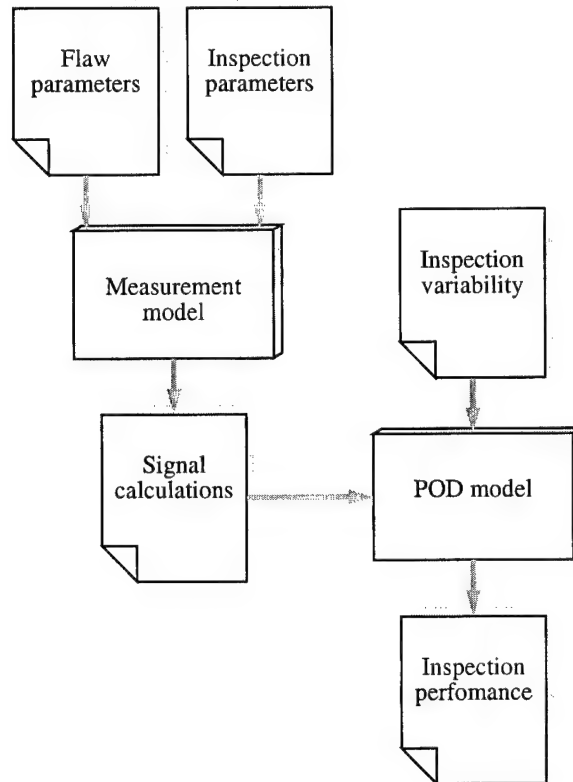 Flaw
parameters
Inspection
parameters
Measurement
model
Inspection
variability
Signal
calculations
POD model
Inspection
perfomance